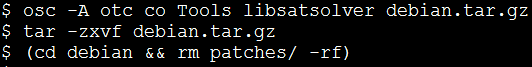 $ osc -A otc co Tools libsatsolver debian.tar.gz
$ tar -zxvf debian.tar.gz
$ (cd debian && rm patches/ -rf)